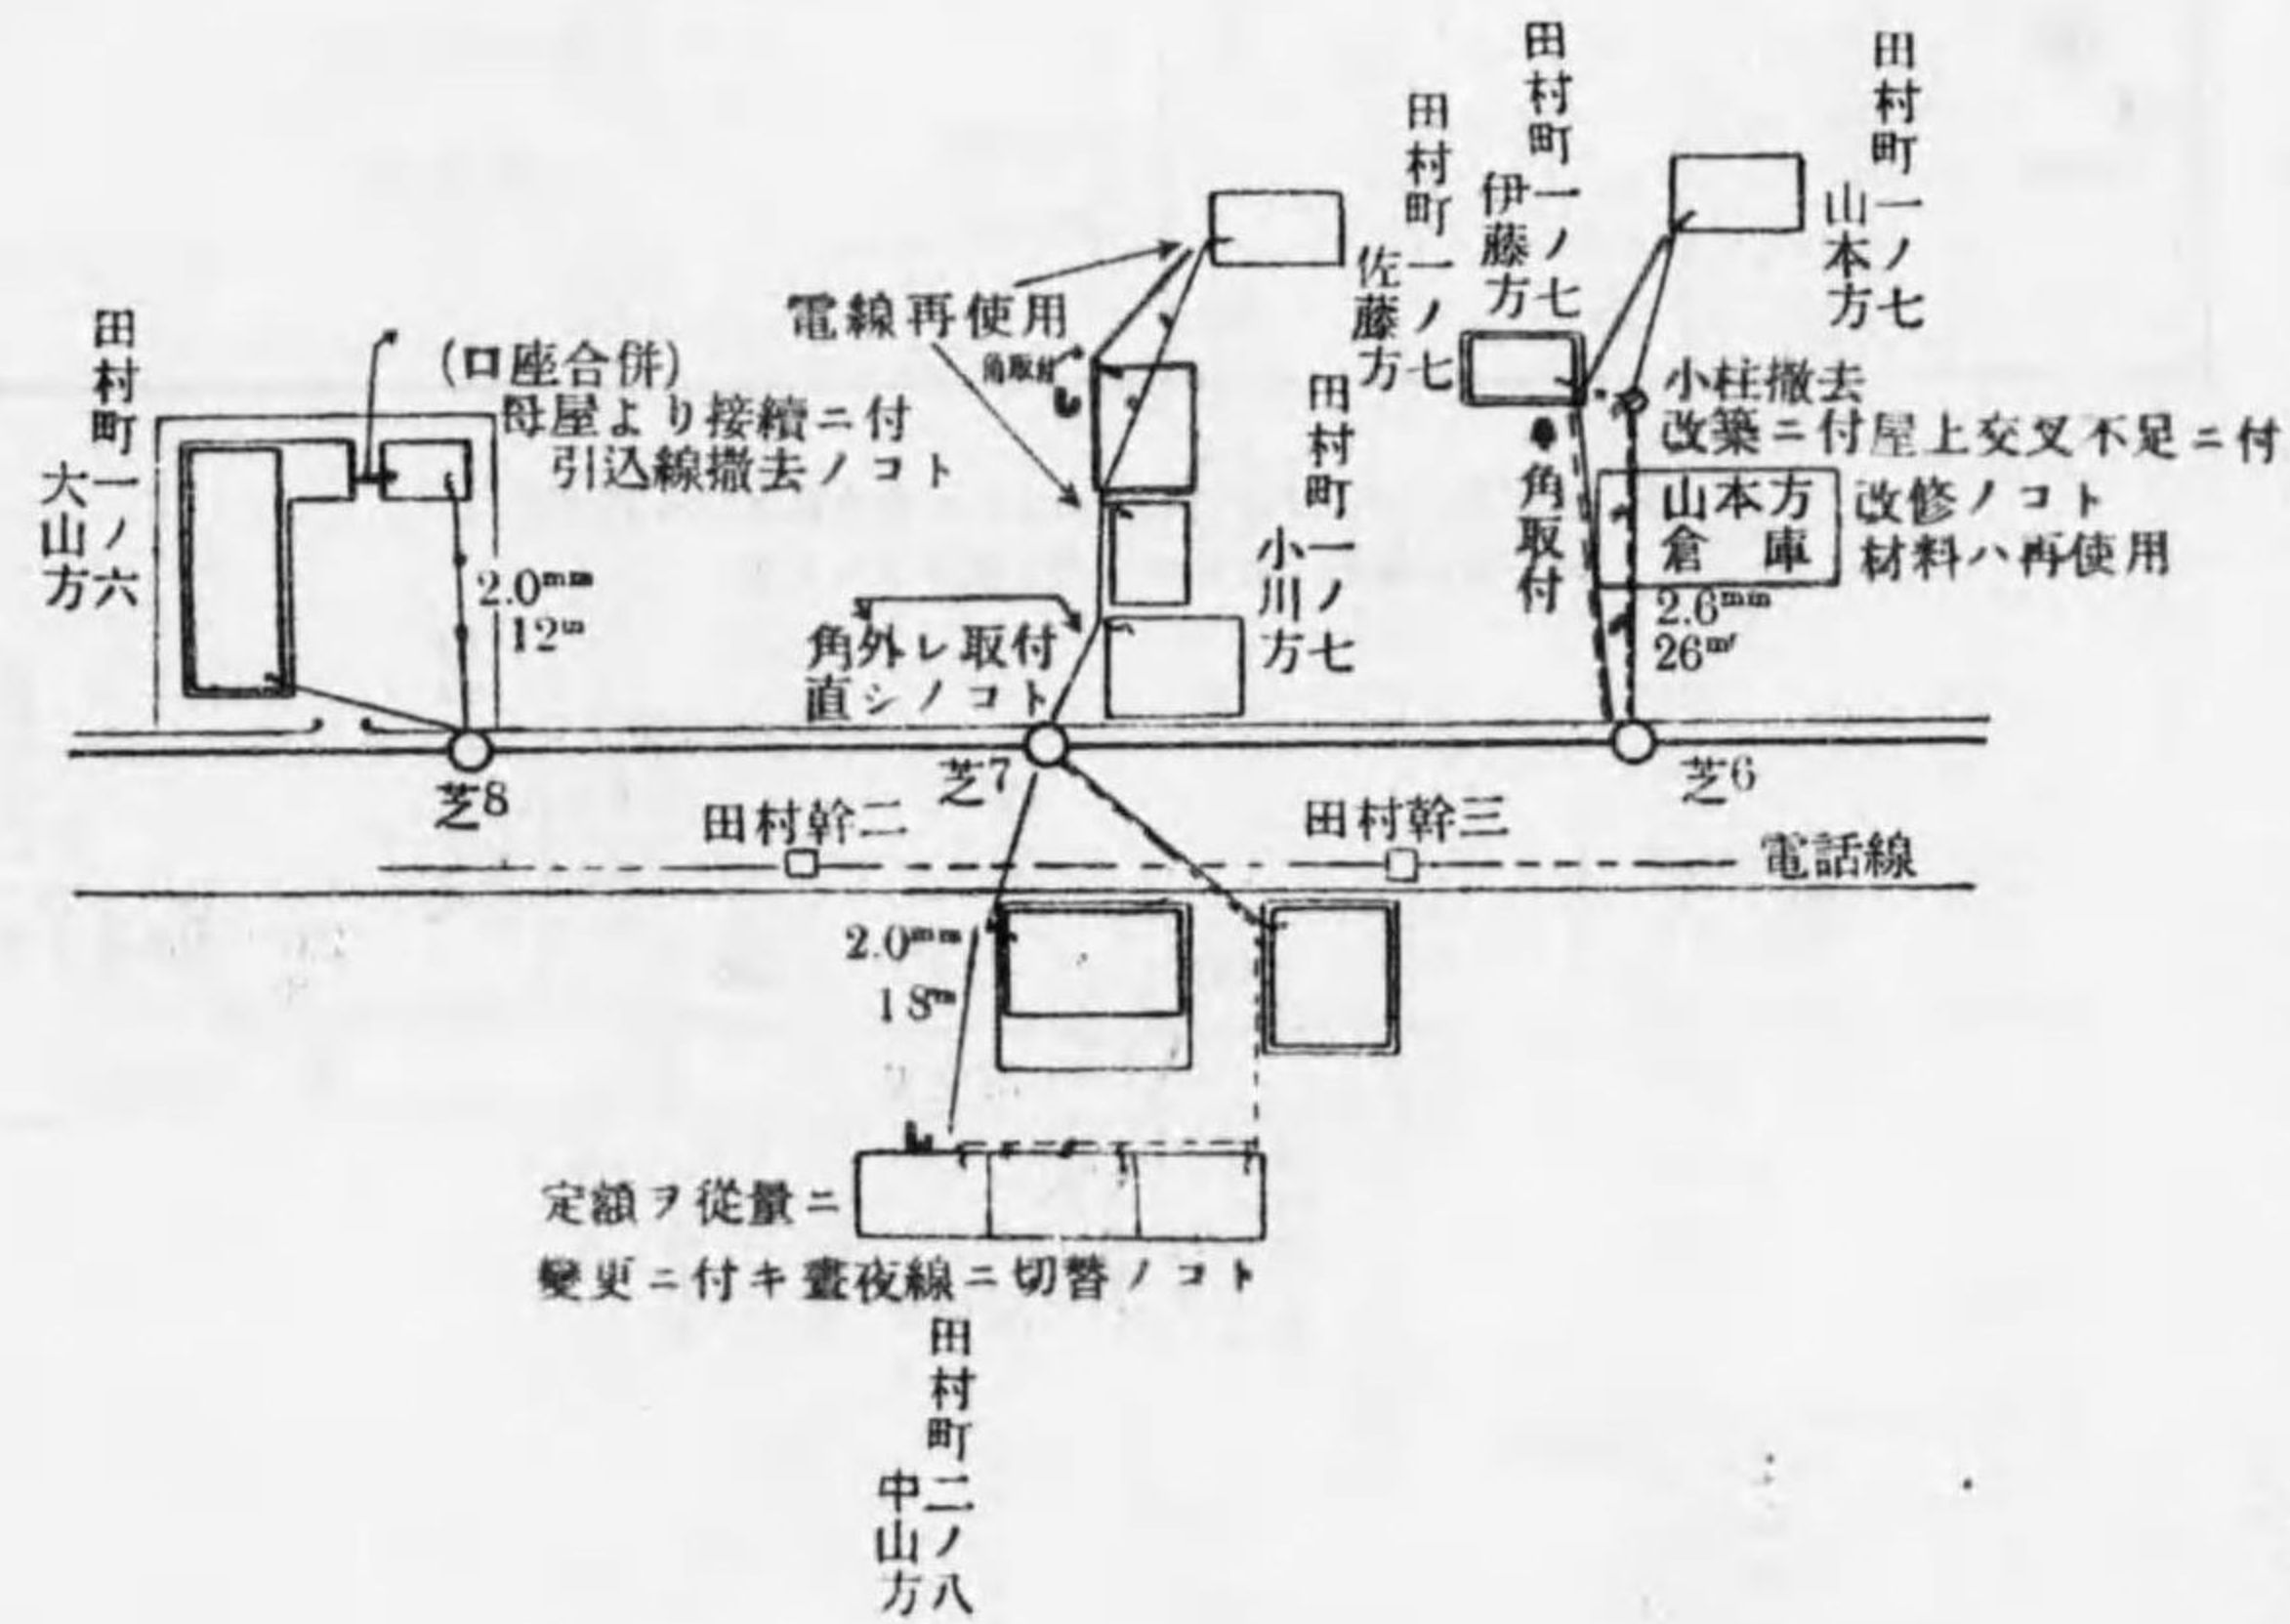 田村町一ノ六
大山方
(口座合併)
母屋より接續ニ付
引込線撤去ノコト
2.0mm
12m
電線再使用
角取付
田村町一ノ七
佐藤方
田村町一ノ七
小川方
角外レ取付
直シノコト
田村町一ノ七
伊藤方
角取付
田村町一ノ七
山本方
小柱撤去
改築ニ付屋上交叉不足ニ付
改修ノコト
材料ハ再使用
山本方
倉庫
2.6mm
26m
芝8
芝7
芝6
田村幹二
田村幹三
電話線
2.0mm
18m
定額ヲ從量ニ
變更ニ付キ晝夜線ニ切替ノコト
田村町二ノ八
中山方